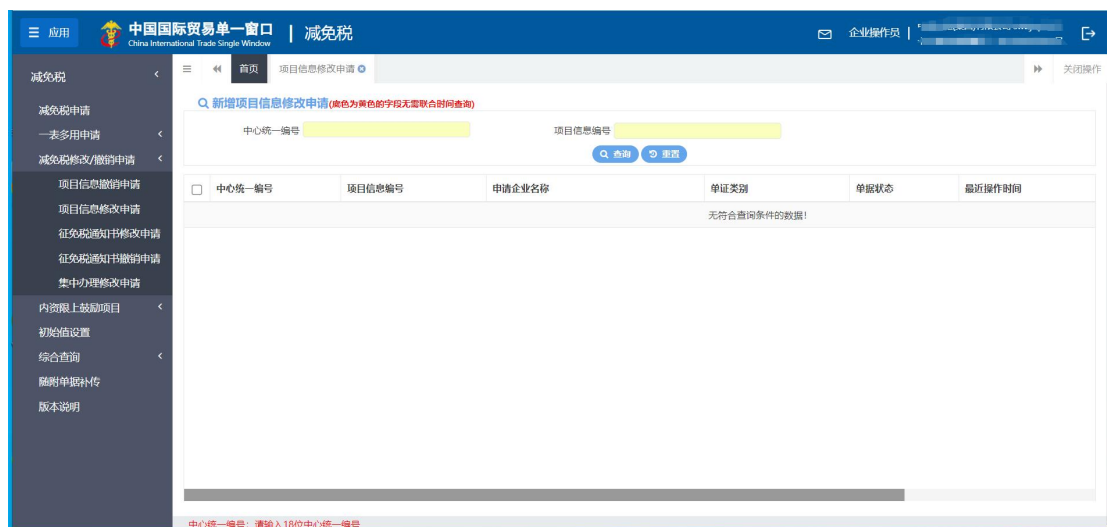 应用
中国国际贸易单一窗口 | 减免税
China International Trade Single Window
企业操作员 |
减免税
首页
项目信息修改申请
关闭操作
减免税申请
一表多用申请
减免税修改/撤销申请
项目信息撤销申请
项目信息修改申请
征免税通知书修改申请
征免税通知书撤销申请
集中办理修改申请
内资限上鼓励项目
初始值设置
综合查询
随附单据补传
版本说明
新增项目信息修改申请(底色为黄色的字段无需联合时间查询)
中心统一编号
项目信息编号
查询
重置
中心统一编号 项目信息编号 申请企业名称 单证类别 单据状态 最近操作时间
无符合查询条件的数据!
中心统一编号：请输入18位中心统一编号